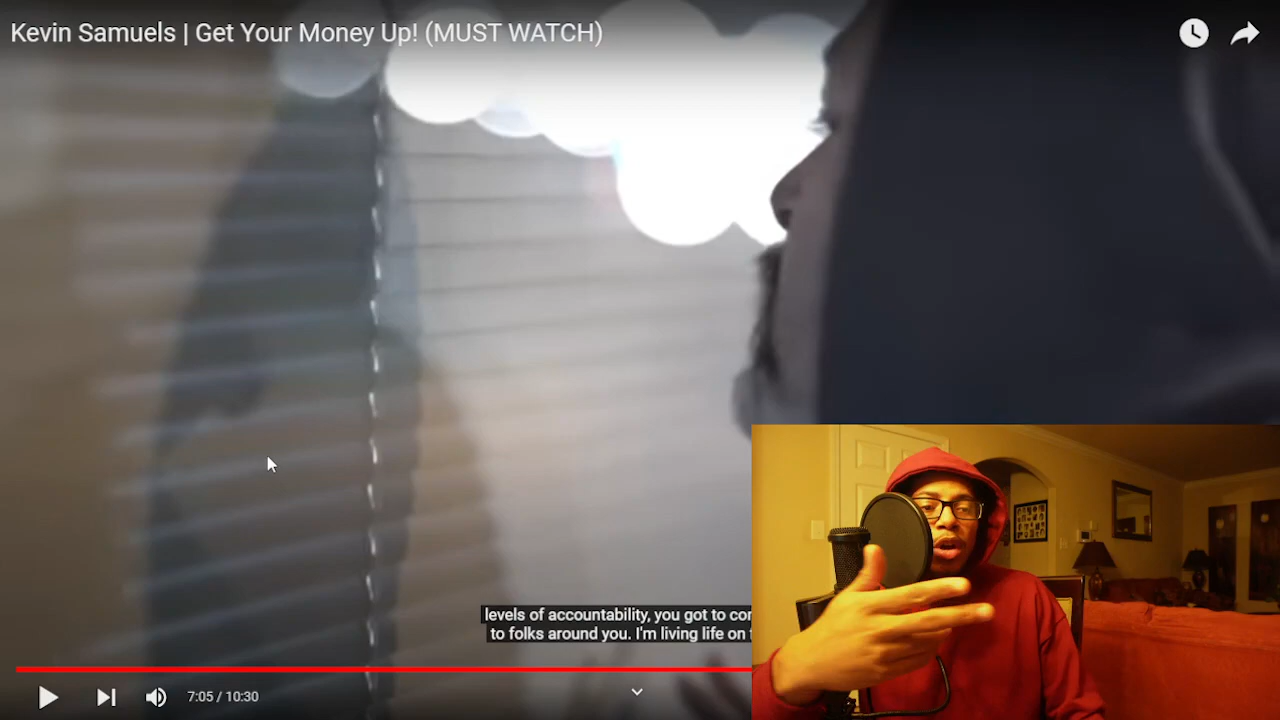 Kevin Samuels | Get Your Money Up! (MUST WATCH)
levels of accountability, you got to
to folks around you. I'm living life on
7:05 / 10:30